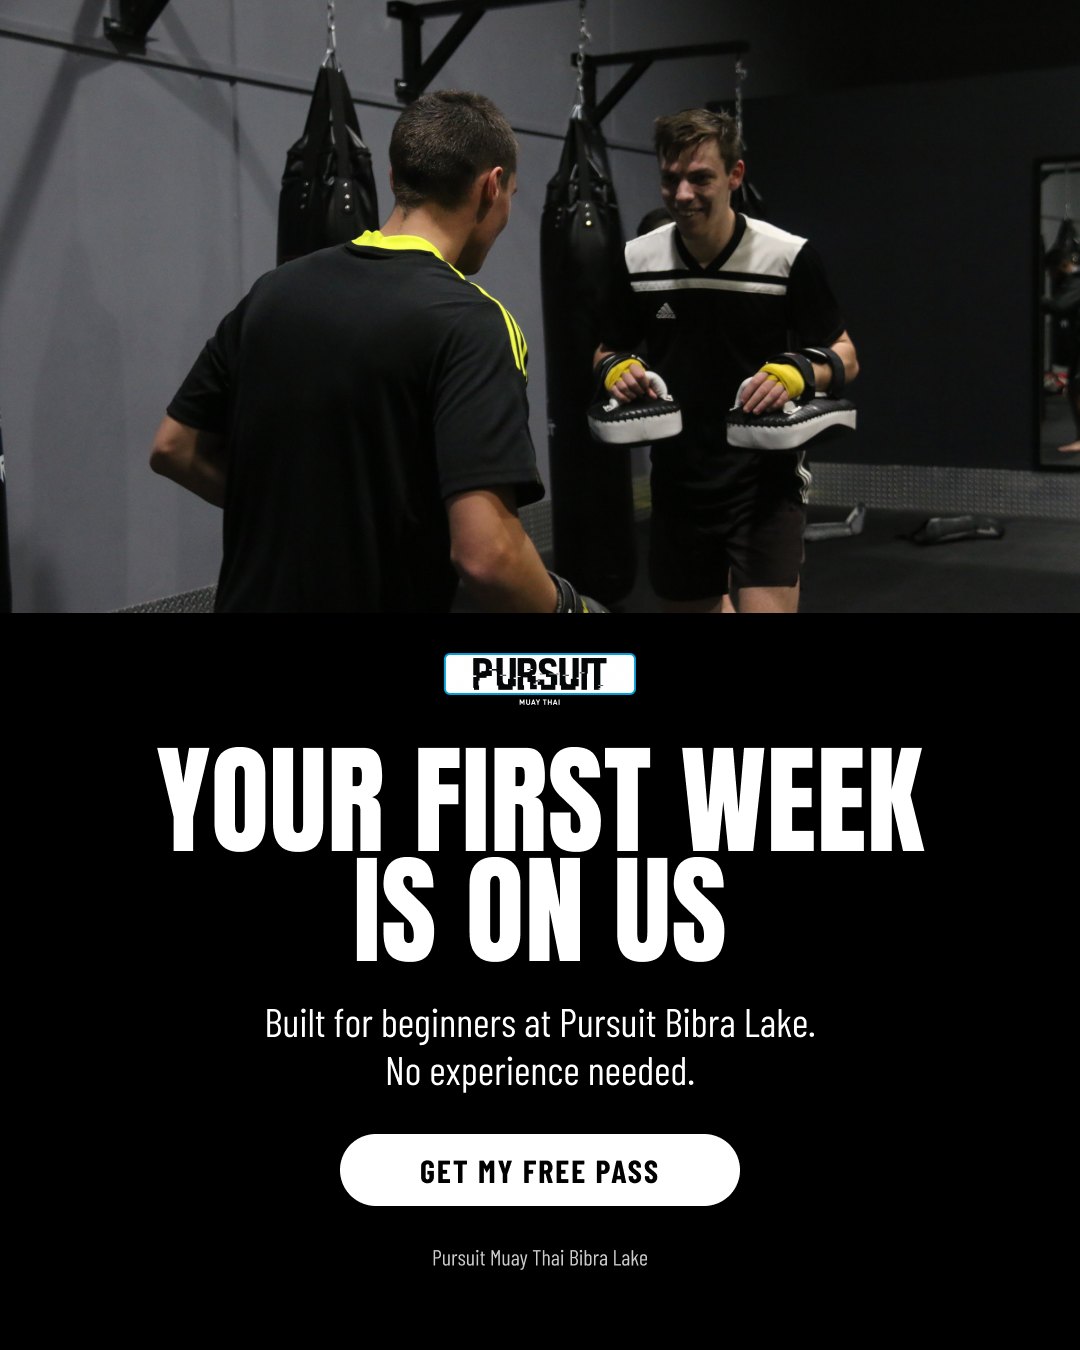 PURSUIT
MUAY THAI
YOUR FIRST WEEK
IS ON US
Built for beginners at Pursuit Bibra Lake.
No experience needed.
GET MY FREE PASS
Pursuit Muay Thai Bibra Lake